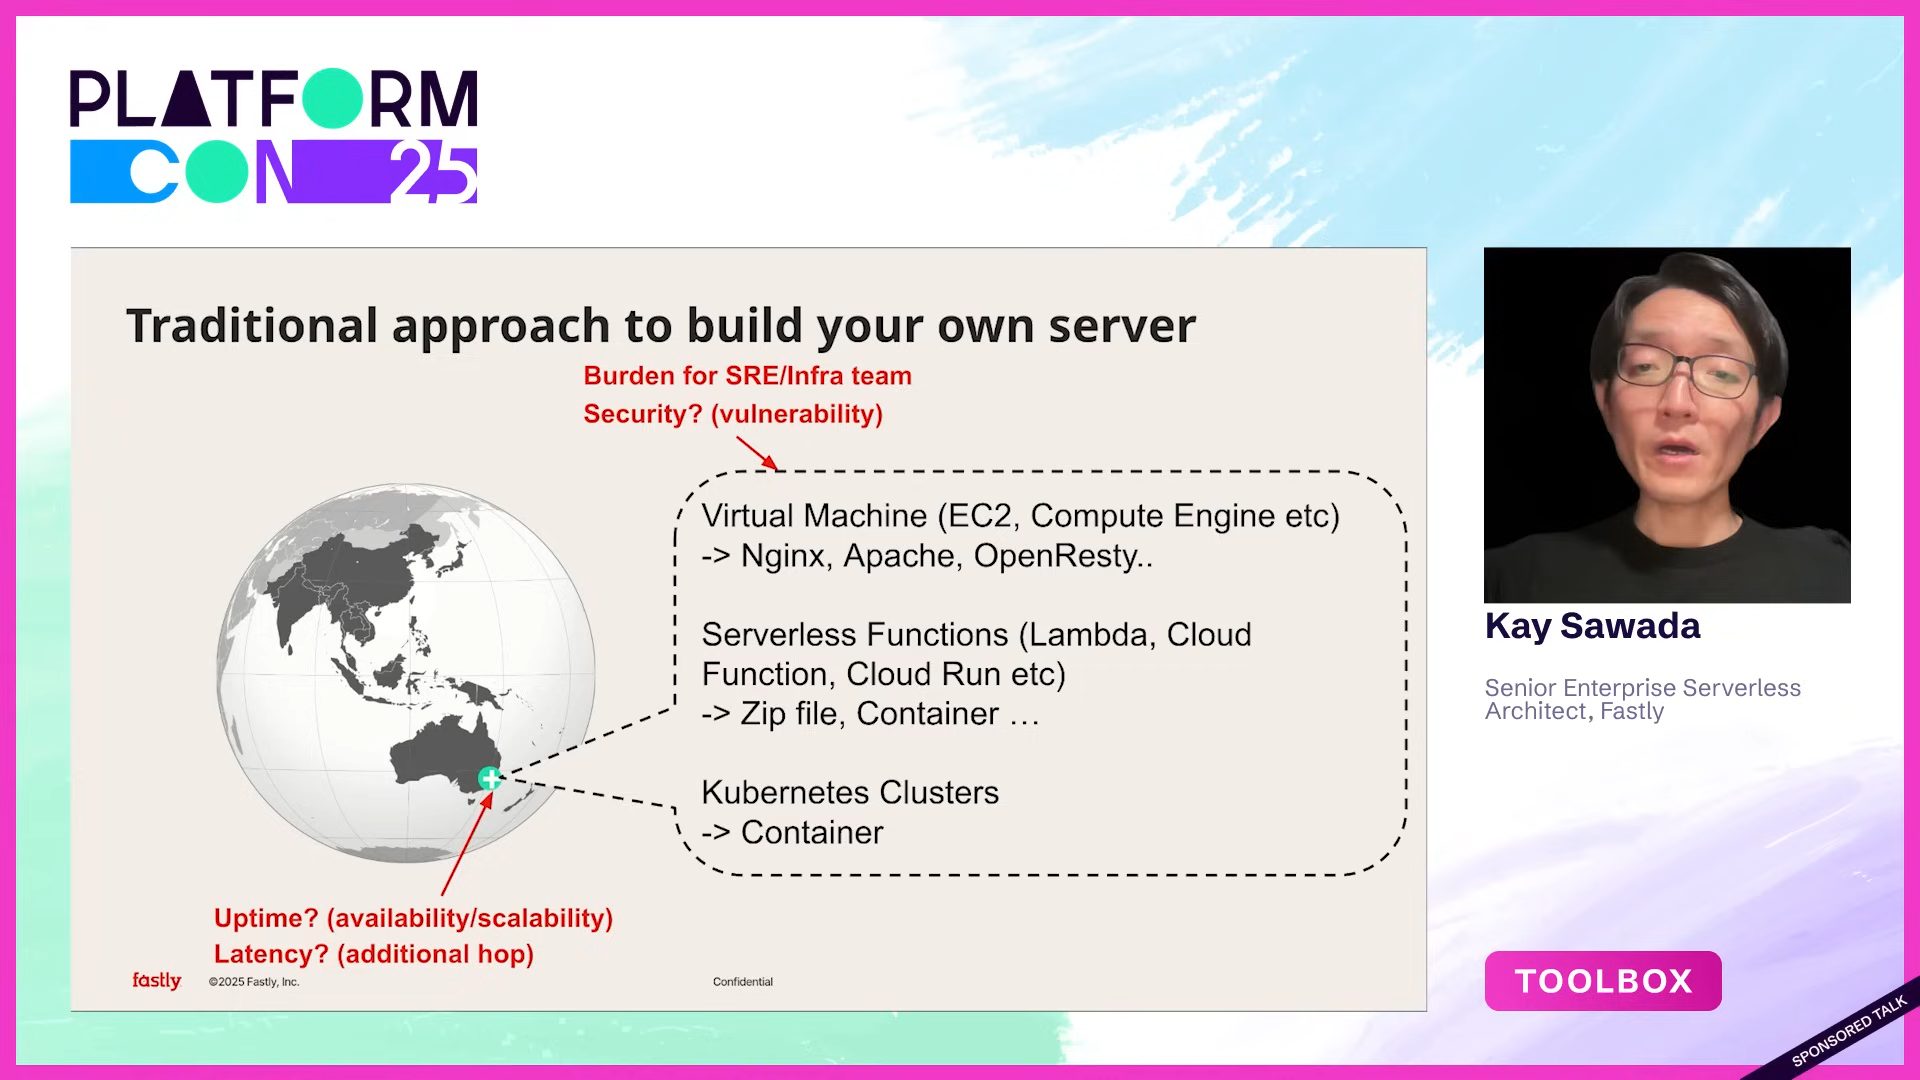 PLATFORM
CON 25
Traditional approach to build your own server
Burden for SRE/Infra team
Security? (vulnerability)
Virtual Machine (EC2, Compute Engine etc)
-> Nginx, Apache, OpenResty..
Serverless Functions (Lambda, Cloud
Function, Cloud Run etc)
-> Zip file, Container …
Kubernetes Clusters
-> Container
Uptime? (availability/scalability)
Latency? (additional hop)
fastly
©2025 Fastly, Inc.
Confidential
Kay Sawada
Senior Enterprise Serverless
Architect, Fastly
TOOLBOX
SPONSORED TALK